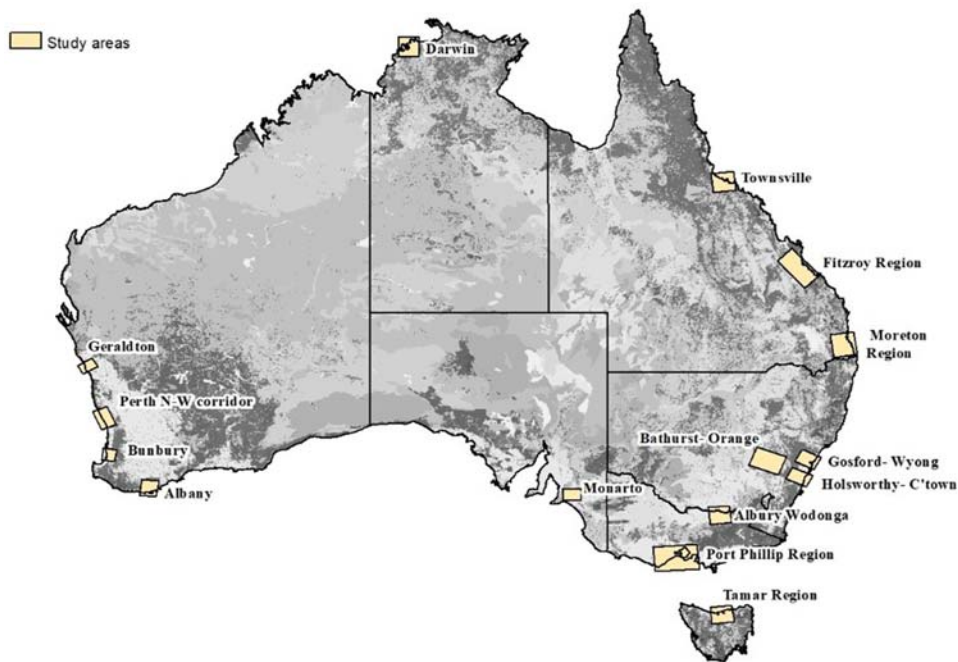 Study areas
Darwin
Townsville
Fitzroy Region
Moreton
Region
Geraldton
Perth N-W corridor
Bunbury
Albany
Bathurst- Orange
Gosford- Wyong
Holsworthy- C'town
Monarto
Albury Wodonga
Port Phillip Region
Tamar Region